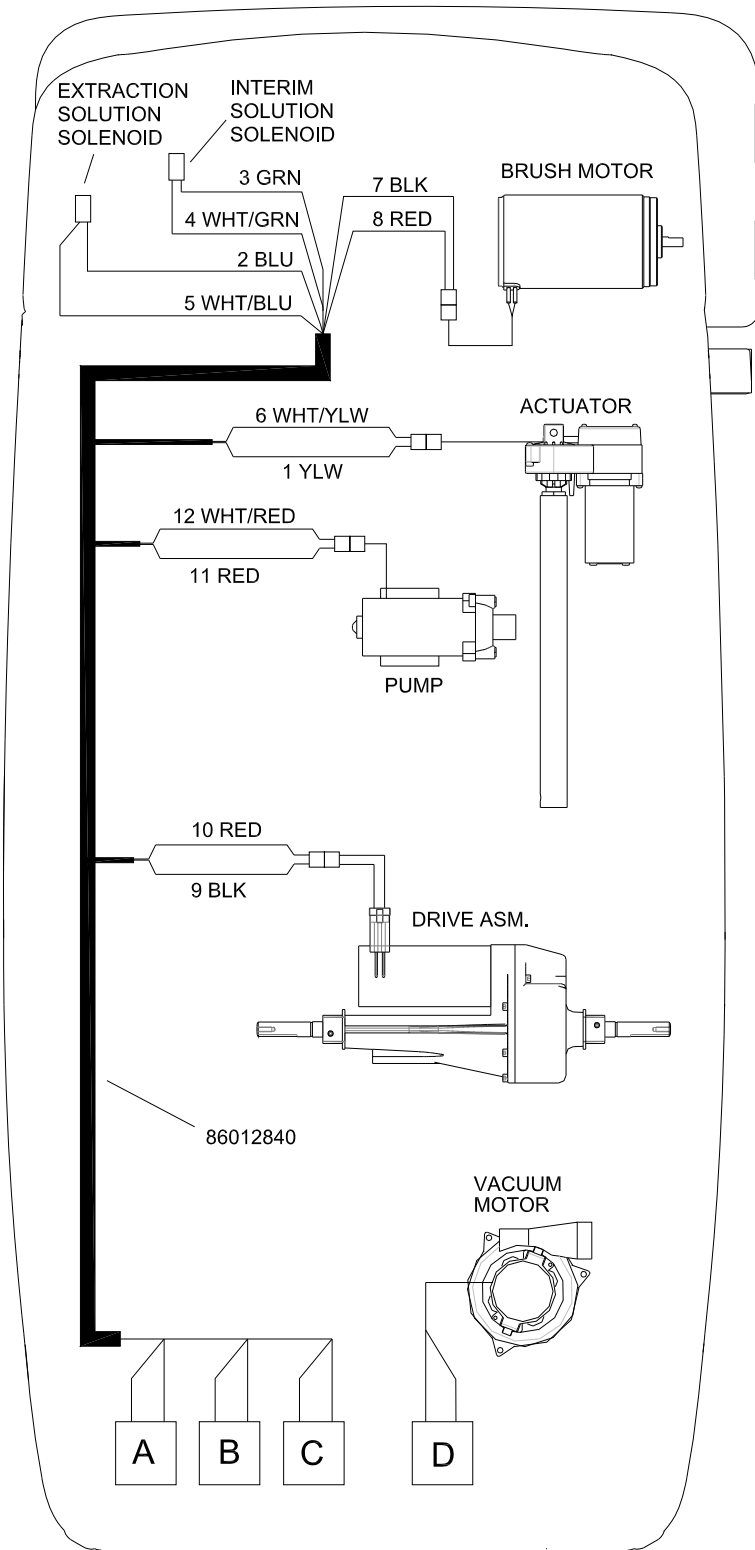 EXTRACTION
SOLUTION
SOLENOID
INTERIM
SOLUTION
SOLENOID
3 GRN
4 WHT/GRN
2 BLU
5 WHT/BLU
7 BLK
8 RED
BRUSH MOTOR
6 WHT/YLW
1 YLW
ACTUATOR
12 WHT/RED
11 RED
PUMP
10 RED
9 BLK
DRIVE ASM.
86012840
VACUUM
MOTOR
A
B
C
D